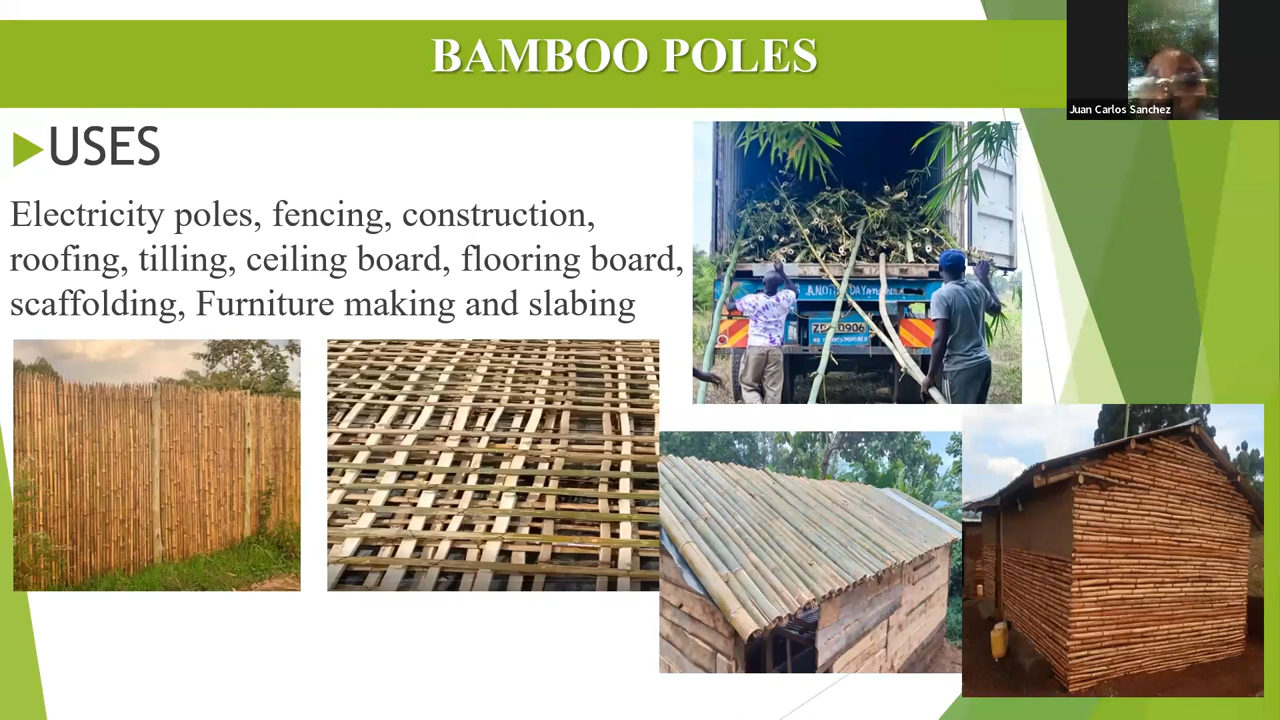 BAMBOO POLES
Juan Carlos Sanchez
USES
Electricity poles, fencing, construction,
roofing, tilling, ceiling board, flooring board,
scaffolding, Furniture making and slabing